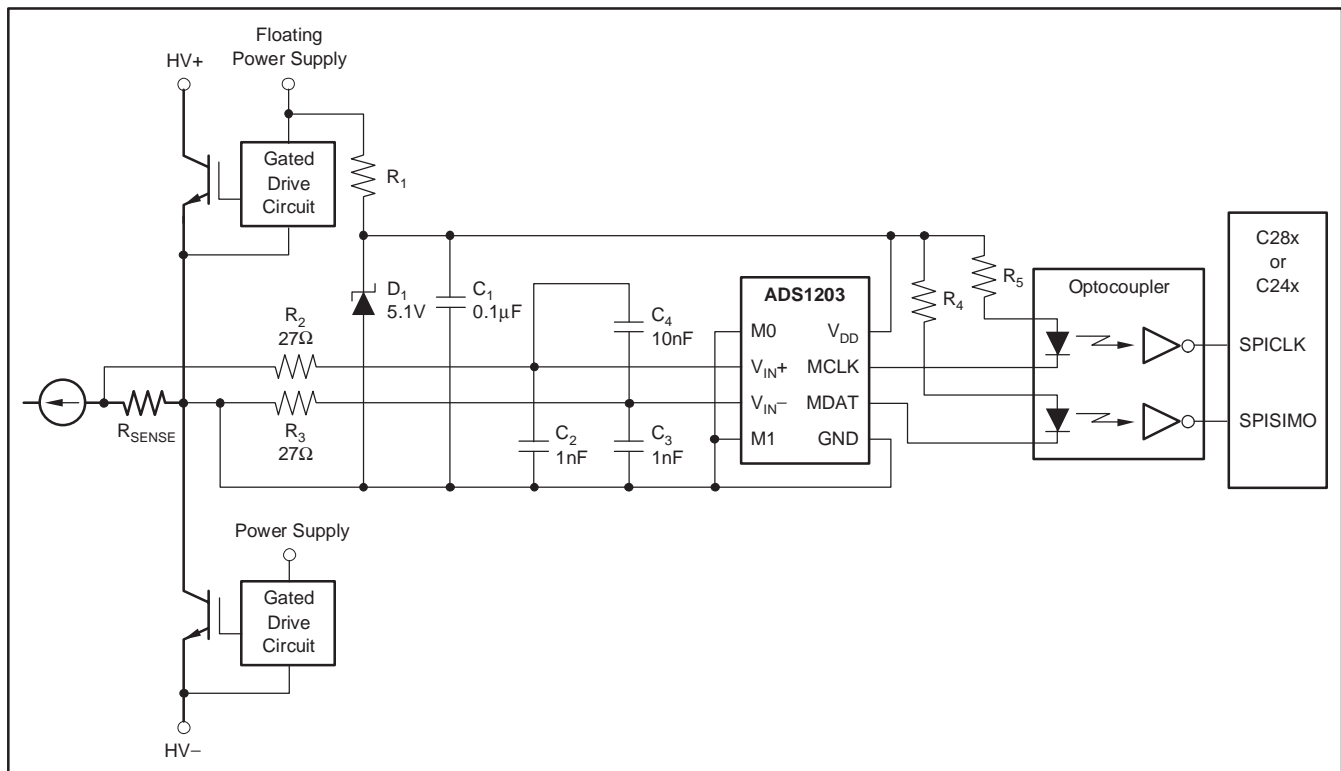 Floating
Power Supply
HV+
Gated
Drive
Circuit
R1
C28x
or
C24x
D1
5.1V
C1
0.1µF
R2
27Ω
C4
10nF
ADS1203
M0
VDD
VIN+
MCLK
VIN−
MDAT
M1
GND
R4
R5
Optocoupler
SPICLK
SPISIMO
RSENSE
R3
27Ω
C2
1nF
C3
1nF
Power Supply
Gated
Drive
Circuit
HV−